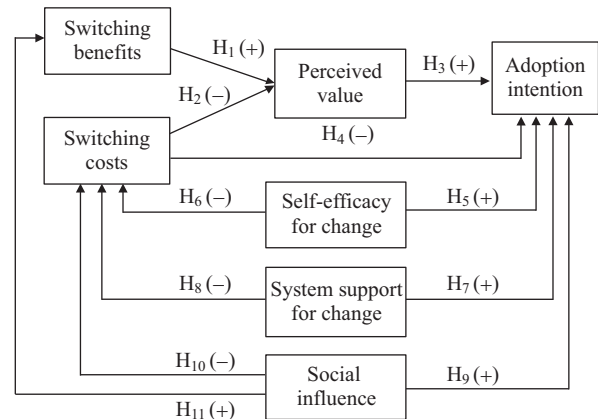 Switching
benefits
H₁ (+)
H₂ (–)
Perceived
value
H₃ (+)
Adoption
intention
Switching
costs
H₄ (–)
H₆ (–)
Self-efficacy
for change
H₅ (+)
H₈ (–)
System support
for change
H₇ (+)
H₁₀ (–)
Social
influence
H₉ (+)
H₁₁ (+)